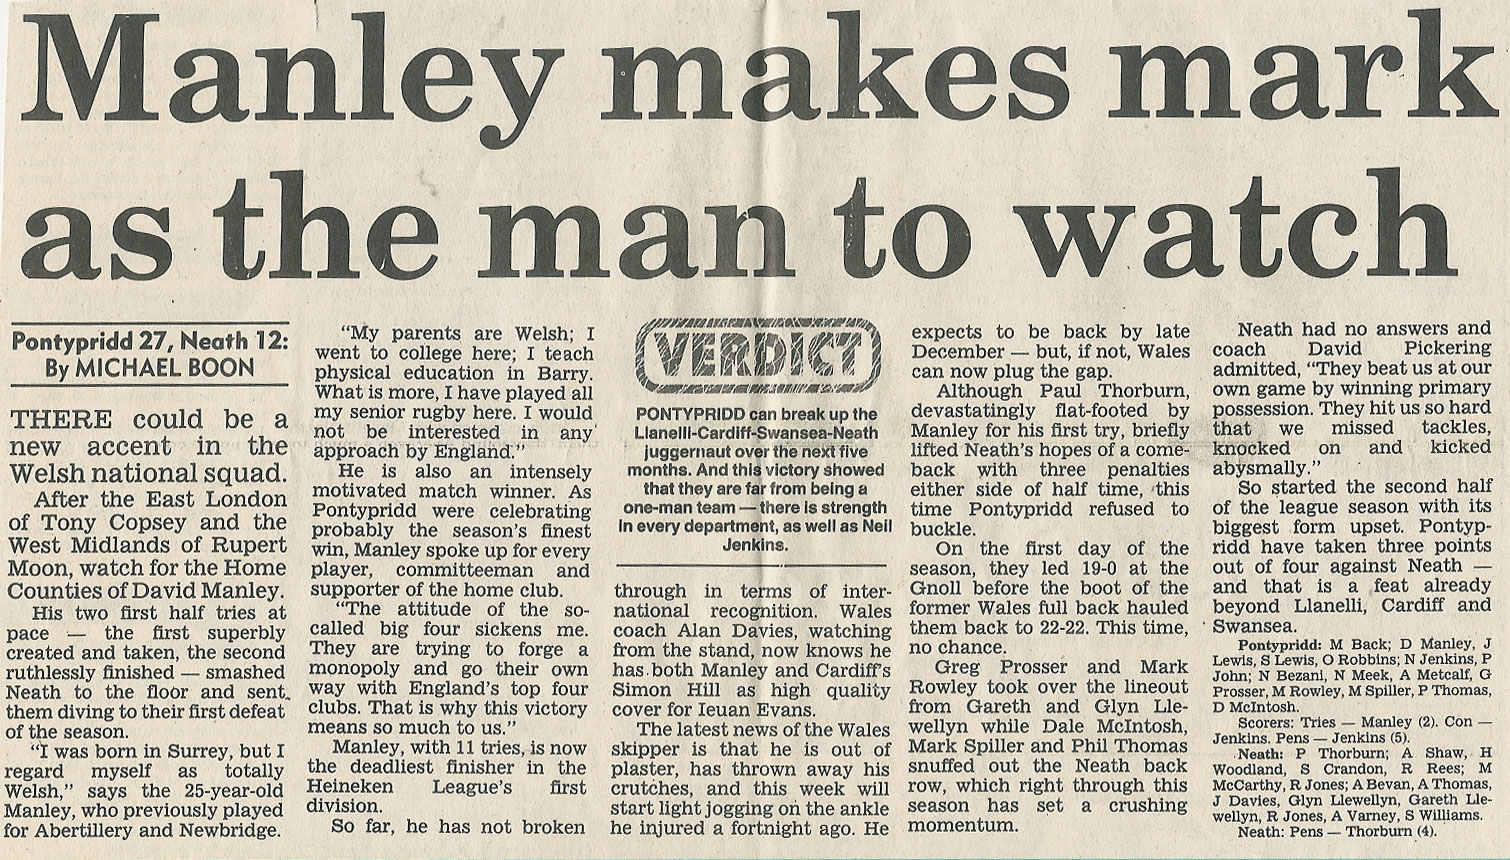 Manley makes mark
as the man to watch
Pontypridd 27, Neath 12:
By MICHAEL BOON
THERE could be a
new accent in the
Welsh national squad.
After the East London
of Tony Copsey and the
West Midlands of Rupert
Moon, watch for the Home
Counties of David Manley.
His two first half tries at
pace — the first superbly
created and taken, the second
ruthlessly finished — smashed
Neath to the floor and sent
them diving to their first defeat
of the season.
"I was born in Surrey, but I
regard myself as totally
Welsh," says the 25-year-old
Manley, who previously played
for Abertillery and Newbridge.
"My parents are Welsh; I
went to college here; I teach
physical education in Barry.
What is more, I have played all
my senior rugby here. I would
not be interested in any
approach by England."
He is also an intensely
motivated match winner. As
Pontypridd were celebrating
probably the season's finest
win, Manley spoke up for every
player, committeeman and
supporter of the home club.
"The attitude of the so-
called big four sickens me.
They are trying to forge a
monopoly and go their own
way with England's top four
clubs. That is why this victory
means so much to us."
Manley, with 11 tries, is now
the deadliest finisher in the
Heineken League's first
division.
So far, he has not broken
VERDICT
PONTYPRIDD can break up the
Llanelli-Cardiff-Swansea-Neath
juggernaut over the next five
months. And this victory showed
that they are far from being a
one-man team — there is strength
in every department, as well as Neil
Jenkins.
through in terms of inter-
national recognition. Wales
coach Alan Davies, watching
from the stand, now knows he
has both Manley and Cardiff's
Simon Hill as high quality
cover for Ieuan Evans.
The latest news of the Wales
skipper is that he is out of
plaster, has thrown away his
crutches, and this week will
start light jogging on the ankle
he injured a fortnight ago. He
expects to be back by late
December — but, if not, Wales
can now plug the gap.
Although Paul Thorburn,
devastatingly flat-footed by
Manley for his first try, briefly
lifted Neath's hopes of a come-
back with three penalties
either side of half time, this
time Pontypridd refused to
buckle.
On the first day of the
season, they led 19-0 at the
Gnoll before the boot of the
former Wales full back hauled
them back to 22-22. This time,
no chance.
Greg Prosser and Mark
Rowley took over the lineout
from Gareth and Glyn Lle-
wellyn while Dale McIntosh,
Mark Spiller and Phil Thomas
snuffed out the Neath back
row, which right through this
season has set a crushing
momentum.
Neath had no answers and
coach David Pickering
admitted, "They beat us at our
own game by winning primary
possession. They hit us so hard
that we missed tackles,
knocked on and kicked
abysmally."
So started the second half
of the league season with its
biggest form upset. Pontyp-
ridd have taken three points
out of four against Neath —
and that is a feat already
beyond Llanelli, Cardiff and
Swansea.
Pontypridd: M Back; D Manley, J
Lewis, S Lewis, O Robbins; N Jenkins, P
John; N Bezani, N Meek, A Metcalf, G
Prosser, M Rowley, M Spiller, P Thomas,
D McIntosh.
Scorers: Tries — Manley (2). Con —
Jenkins. Pens — Jenkins (5).
Neath: P Thorburn; A Shaw, H
Woodland, S Crandon, R Rees; M
McCarthy, R Jones; A Bevan, A Thomas,
J Davies, Glyn Llewellyn, Gareth Lle-
wellyn, R Jones, A Varney, S Williams.
Neath: Pens — Thorburn (4).